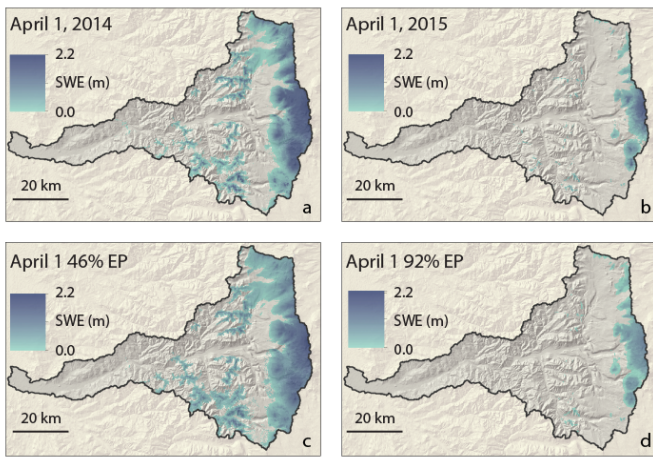 April 1, 2014
2.2
SWE (m)
0.0
20 km
a
April 1, 2015
2.2
SWE (m)
0.0
20 km
b
April 1 46% EP
2.2
SWE (m)
0.0
20 km
c
April 1 92% EP
2.2
SWE (m)
0.0
20 km
d